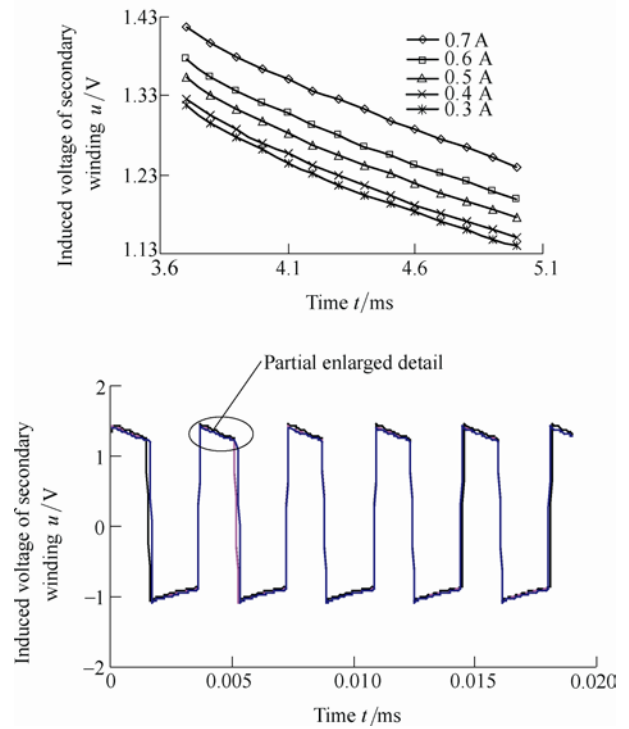 1.43
1.33
1.23
1.13
3.6
4.1
4.6
5.1
Induced voltage of secondary
winding u/V
Time t/ms
0.7 A
0.6 A
0.5 A
0.4 A
0.3 A
Partial enlarged detail
2
1
0
−1
−2
0
0.005
0.010
0.015
0.020
Induced voltage of secondary
winding u/V
Time t/ms